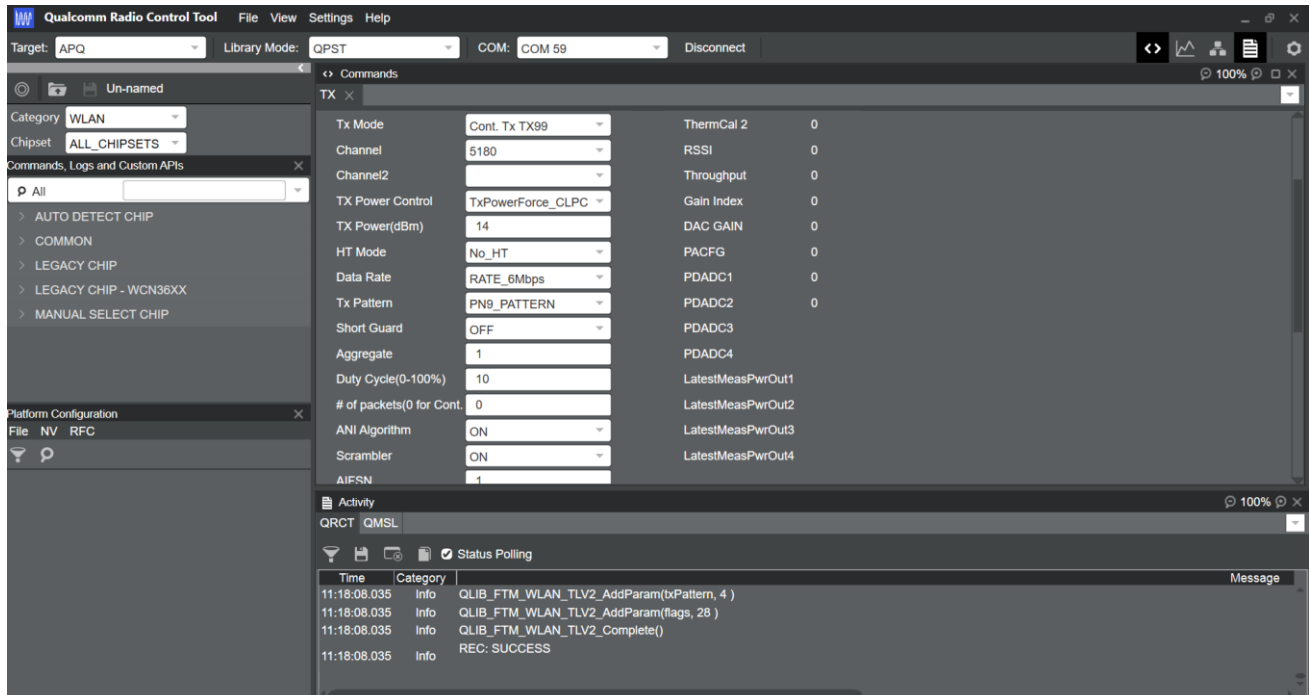 Qualcomm Radio Control Tool File View Settings Help
Target: APQ Library Mode: QPST COM: COM 59 Disconnect
Un-named
Category WLAN
Chipset ALL_CHIPSETS
Commands, Logs and Custom APIs
All
AUTO DETECT CHIP
COMMON
LEGACY CHIP
LEGACY CHIP - WCN36XX
MANUAL SELECT CHIP
Platform Configuration
File NV RFC
<> Commands 100%
TX
Tx Mode Cont. Tx TX99 ThermCal 2 0
Channel 5180 RSSI 0
Channel2 Throughput 0
TX Power Control TxPowerForce_CLPC Gain Index 0
TX Power(dBm) 14 DAC GAIN 0
HT Mode No_HT PACFG 0
Data Rate RATE_6Mbps PDADC1 0
Tx Pattern PN9_PATTERN PDADC2 0
Short Guard OFF PDADC3
Aggregate 1 PDADC4
Duty Cycle(0-100%) 10 LatestMeasPwrOut1
# of packets(0 for Cont. 0 LatestMeasPwrOut2
ANI Algorithm ON LatestMeasPwrOut3
Scrambler ON LatestMeasPwrOut4
AIFSN 1
Activity 100%
QRCT QMSL
Status Polling
Time Category Message
11:18:08.035 Info QLIB_FTM_WLAN_TLV2_AddParam(txPattern, 4 )
11:18:08.035 Info QLIB_FTM_WLAN_TLV2_AddParam(flags, 28 )
11:18:08.035 Info QLIB_FTM_WLAN_TLV2_Complete()
11:18:08.035 Info REC: SUCCESS